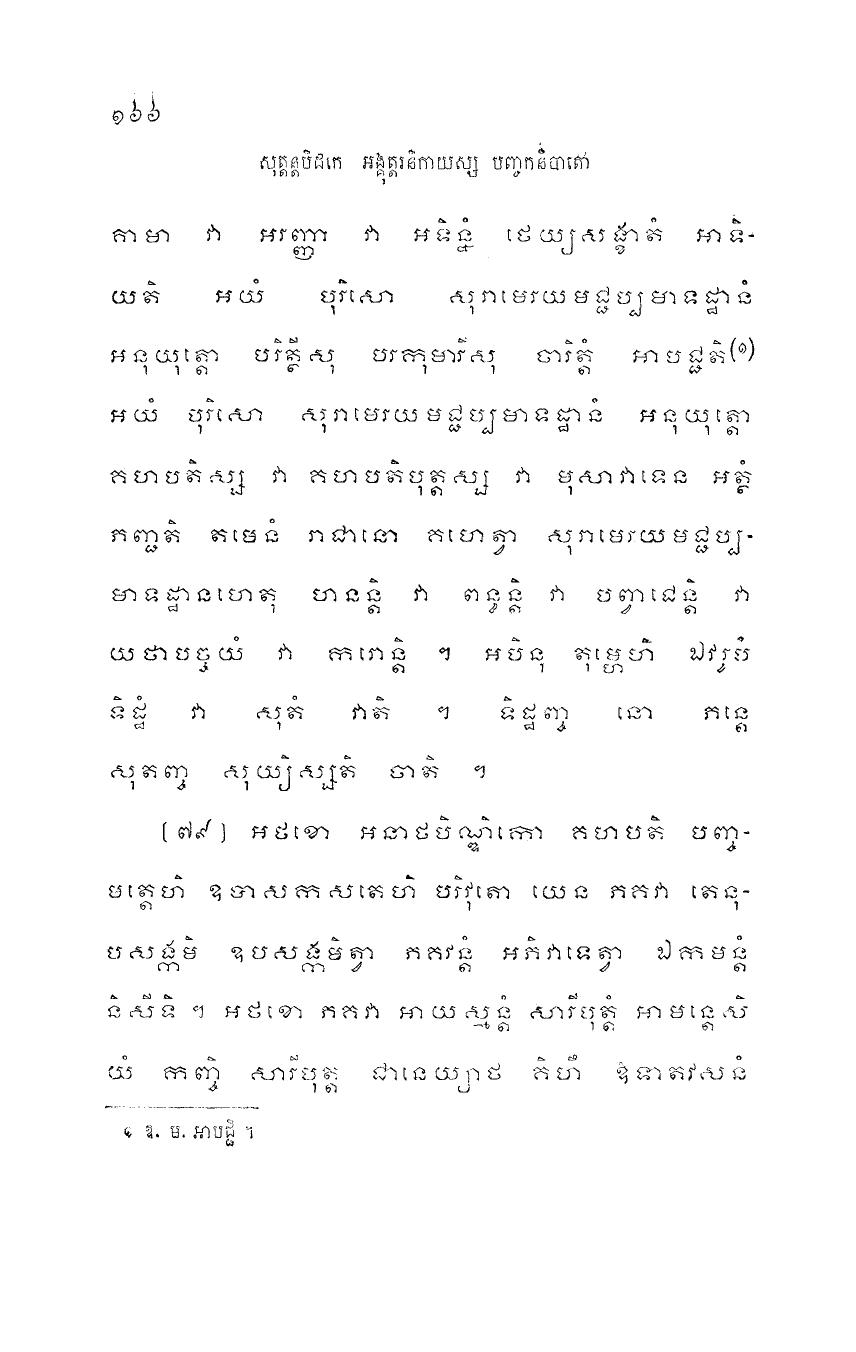 ១៦៦
សុត្តន្តបិដកេ អង្គុត្តរនិកាយស្ស បញ្ចកនិបាតោ
គាមា វា អរញ្ញា វា អទិន្នំ ថេយ្យសង្ខាតំ អាទិ-
យតិ អយំ បុរិសោ សុរាមេរយមជ្ជប្បមាទដ្ឋានំ
អនុយុត្តោ បរិត្ថីសុ បរកុមារីសុ ចារិត្តំ អាបជ្ជតិ(១)
អយំ បុរិសោ សុរាមេរយមជ្ជប្បមាទដ្ឋានំ អនុយុត្តោ
គហបតិស្ស វា គហបតិបុត្តស្ស វា មុសាវាទេន អត្ថំ
ភញ្ជតិ តមេនំ រាជានោ គហេត្វា សុរាមេរយមជ្ជប្ប-
មាទដ្ឋានហេតុ ហនន្តិ វា ពន្ធន្តិ វា បព្វាជេន្តិ វា
យថាបច្ចយំ វា ករោន្តិ ។ អបិនុ តុម្ហេហិ ឯវរូបំ
ទិដ្ឋំ វា សុតំ វាតិ ។ ទិដ្ឋញ្ច នោ ភន្តេ
សុតញ្ច សុយ្យិស្សតិ ចាតិ ។
(៧៩) អថខោ អនាថបិណ្ឌិកោ គហបតិ បញ្ច-
មត្តេហិ ឧបាសកសតេហិ បរិវុតោ យេន ភគវា តេនុ-
បសង្កមិ ឧបសង្កមិត្វា ភគវន្តំ អភិវាទេត្វា ឯកមន្តំ
និសីទិ ។ អថខោ ភគវា អាយស្មន្តំ សារីបុត្តំ អាមន្តេសិ
យំ កញ្ចិ សារីបុត្ត ជានេយ្យាថ គិហឹ ឱទាតវសនំ
១ ឱ. ម. អាបជ្ជិ ។